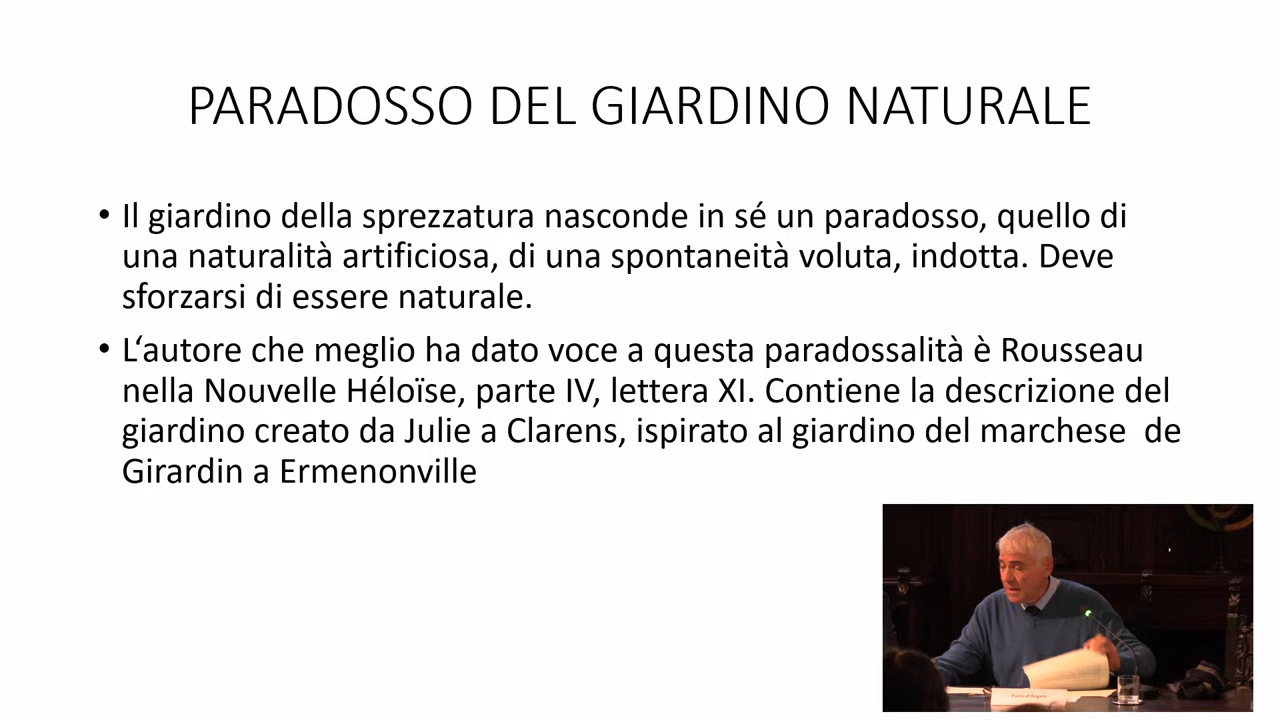 PARADOSSO DEL GIARDINO NATURALE
• Il giardino della sprezzatura nasconde in sé un paradosso, quello di
una naturalità artificiosa, di una spontaneità voluta, indotta. Deve
sforzarsi di essere naturale.
• L‘autore che meglio ha dato voce a questa paradossalità è Rousseau
nella Nouvelle Héloïse, parte IV, lettera XI. Contiene la descrizione del
giardino creato da Julie a Clarens, ispirato al giardino del marchese de
Girardin a Ermenonville